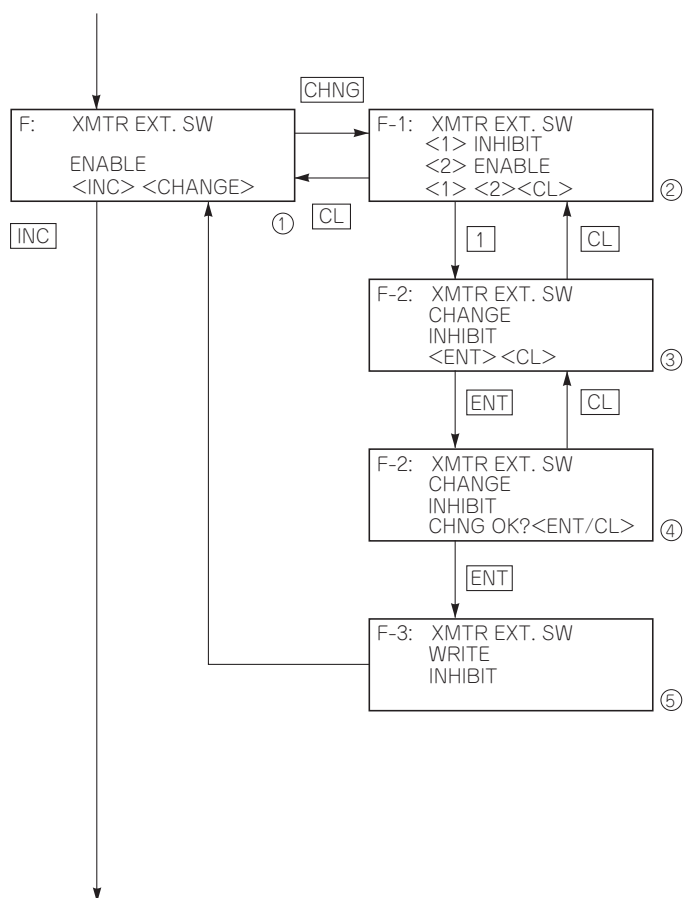 CHNG
F: XMTR EXT. SW
ENABLE
<INC> <CHANGE>
①
F-1: XMTR EXT. SW
<1> INHIBIT
<2> ENABLE
<1> <2><CL>
②
CL
INC
1
CL
F-2: XMTR EXT. SW
CHANGE
INHIBIT
<ENT> <CL>
③
ENT
CL
F-2: XMTR EXT. SW
CHANGE
INHIBIT
CHNG OK?<ENT/CL>
④
ENT
F-3: XMTR EXT. SW
WRITE
INHIBIT
⑤